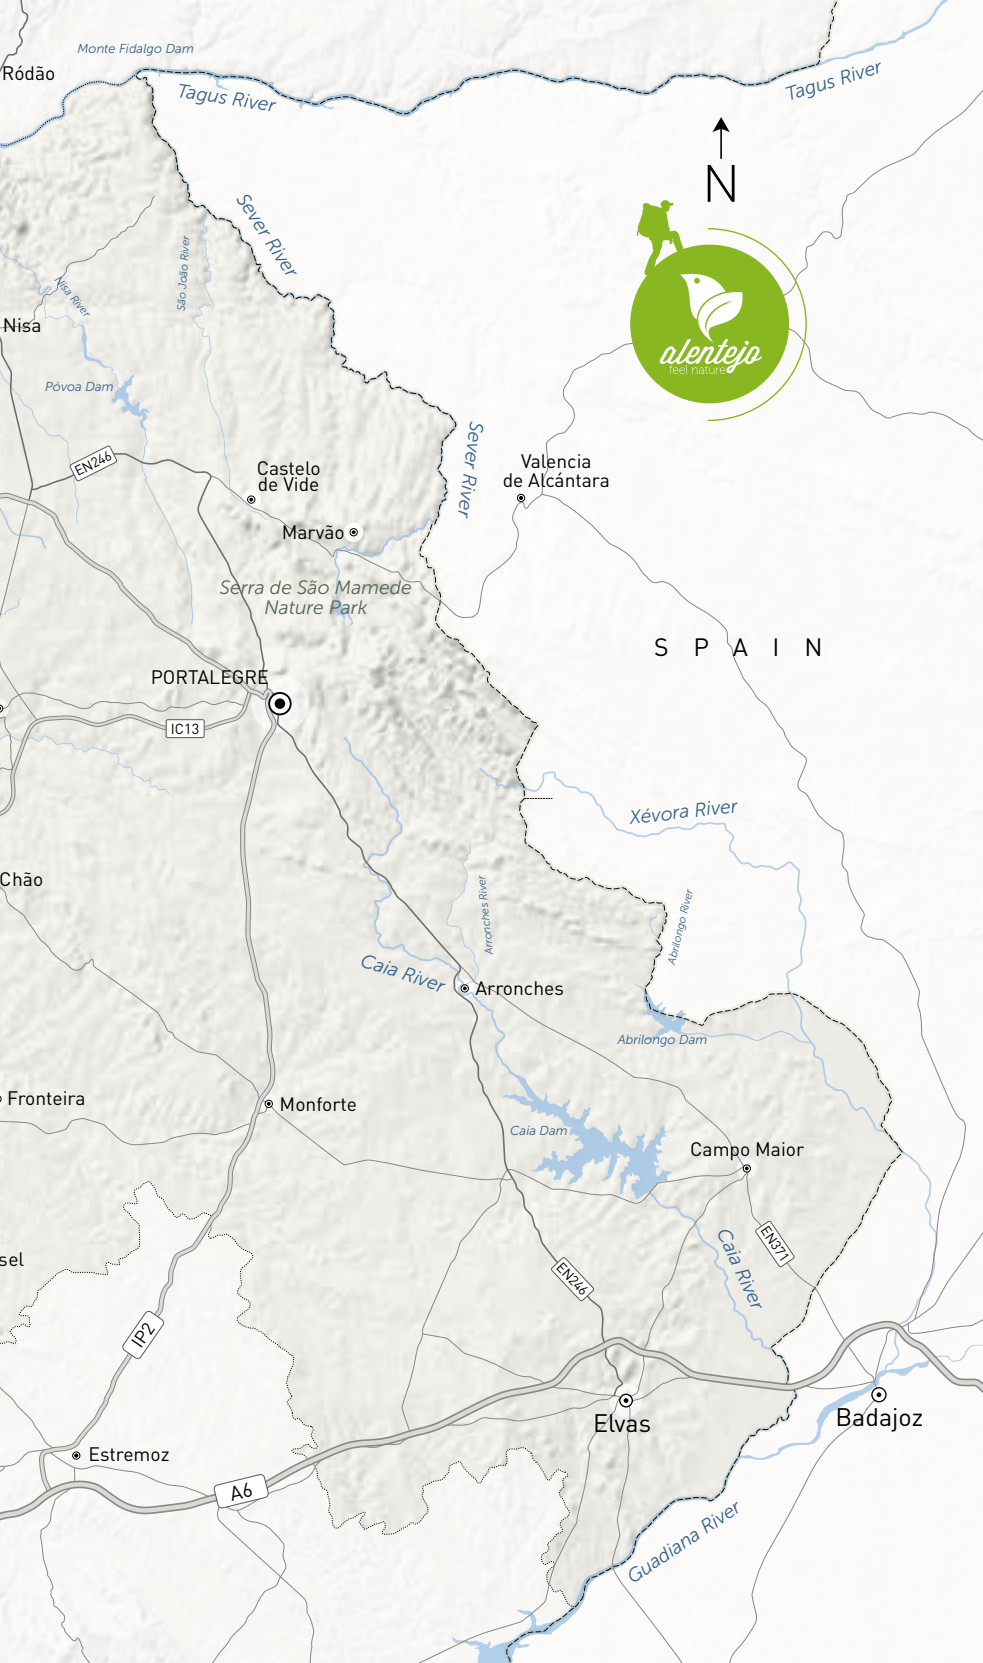 Monte Fidalgo Dam
Ródão
Tagus River
Tagus River
N
Sever River
São João River
Nisa River
Nisa
alentejo
feel nature
Póvoa Dam
EN246
Castelo
de Vide
Sever River
Valencia
de Alcántara
Marvão
Serra de São Mamede
Nature Park
SPAIN
PORTALEGRE
IC13
Xévora River
Chão
Arronches River
Abrilongo River
Caia River
Arronches
Abrilongo Dam
Fronteira
Monforte
Caia Dam
Campo Maior
sel
EN371
Caia River
EN246
IP2
Elvas
Badajoz
Estremoz
A6
Guadiana River